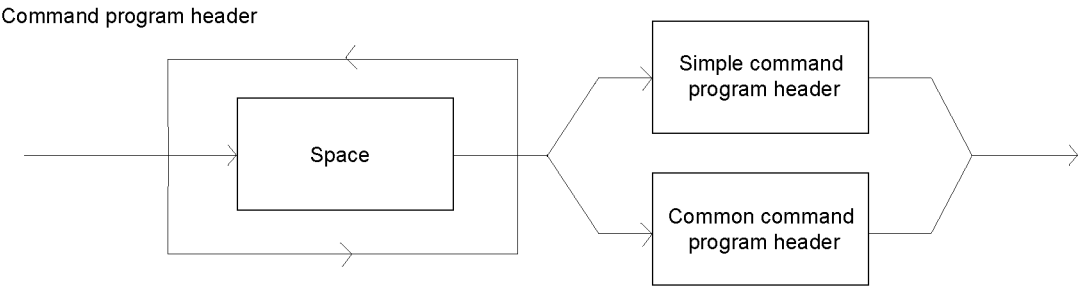 Command program header
Space
Simple command
program header
Common command
program header